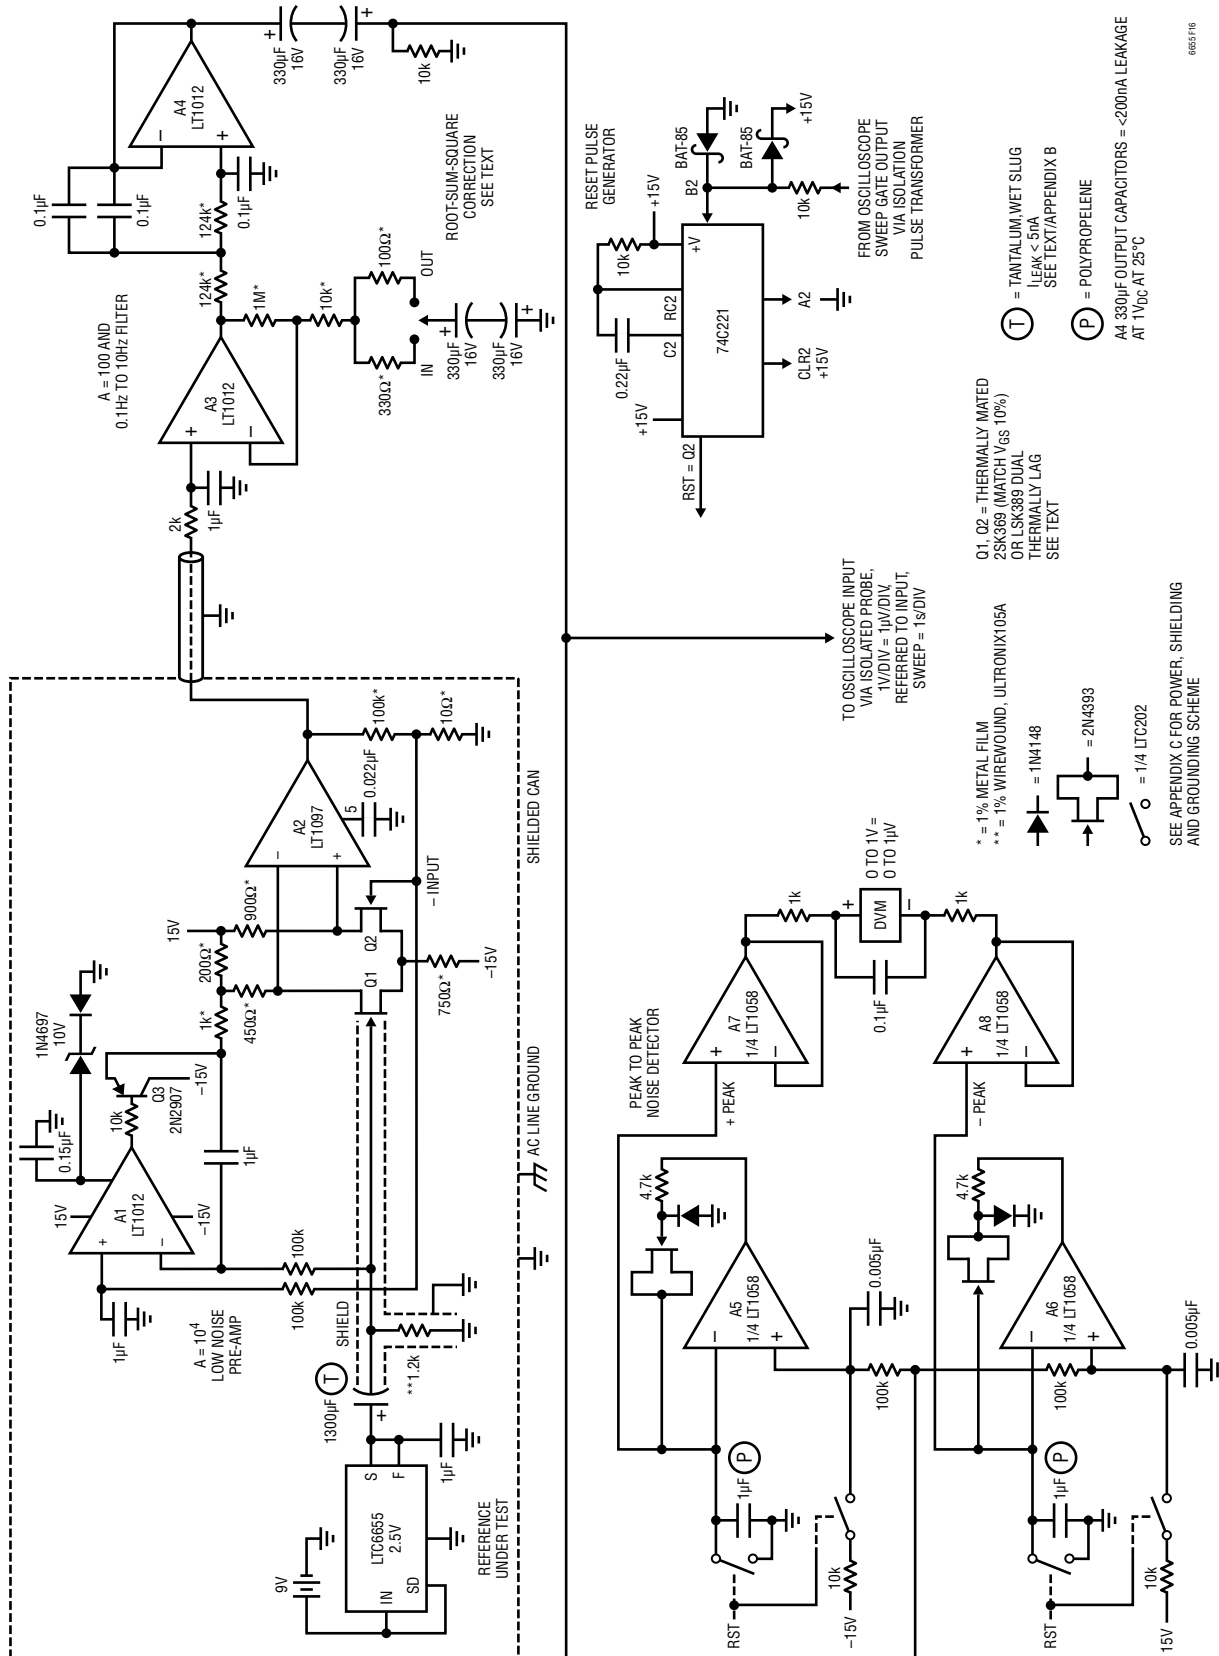 9V
IN
SD
LTC6655
2.5V
S
F
REFERENCE
UNDER TEST
1µF
1300µF
T
+
**1.2k
SHIELD
A = 10⁴
LOW NOISE
PRE-AMP
1µF
100k
100k
15V
A1
LT1012
+
–
–15V
0.15µF
1N4697
10V
10k
Q3
2N2907
–15V
1µF
1k*
200Ω*
15V
450Ω*
900Ω*
Q1
Q2
750Ω*
–15V
– INPUT
–
A2
LT1097
+
5
0.022µF
100k*
10Ω*
SHIELDED CAN
AC LINE GROUND
2k
1µF
A = 100 AND
0.1Hz TO 10Hz FILTER
+
A3
LT1012
–
1M*
10k*
330Ω*
100Ω*
IN
OUT
+
330µF
16V
330µF
16V
+
ROOT-SUM-SQUARE
CORRECTION
SEE TEXT
124k*
124k*
0.1µF
0.1µF
0.1µF
–
A4
LT1012
+
+
330µF
16V
330µF
16V
+
10k
TO OSCILLOSCOPE INPUT
VIA ISOLATED PROBE,
1V/DIV = 1µV/DIV,
REFERRED TO INPUT,
SWEEP = 1s/DIV
RESET PULSE
GENERATOR
+15V
0.22µF
10k
+15V
C2
RC2
+V
74C221
RST = Q2
CLR2
+15V
A2
B2
BAT-85
BAT-85
+15V
10k
FROM OSCILLOSCOPE
SWEEP GATE OUTPUT
VIA ISOLATION
PULSE TRANSFORMER
PEAK TO PEAK
NOISE DETECTOR
RST
1µF
P
10k
–15V
100k
0.005µF
–
A5
1/4 LT1058
+
4.7k
+ PEAK
+
A7
1/4 LT1058
–
1k
+
DVM
–
0 TO 1V =
0 TO 1µV
0.1µF
1k
RST
1µF
P
10k
15V
100k
0.005µF
–
A6
1/4 LT1058
+
4.7k
– PEAK
+
A8
1/4 LT1058
–
* = 1% METAL FILM
** = 1% WIREWOUND, ULTRONIX105A
= 1N4148
= 2N4393
= 1/4 LTC202
SEE APPENDIX C FOR POWER, SHIELDING
AND GROUNDING SCHEME
Q1, Q2 = THERMALLY MATED
2SK369 (MATCH VGS 10%)
OR LSK389 DUAL
THERMALLY LAG
SEE TEXT
T = TANTALUM,WET SLUG
ILEAK < 5nA
SEE TEXT/APPENDIX B
P = POLYPROPELENE
A4 330µF OUTPUT CAPACITORS = <200nA LEAKAGE
AT 1VDC AT 25°C
6655 F16